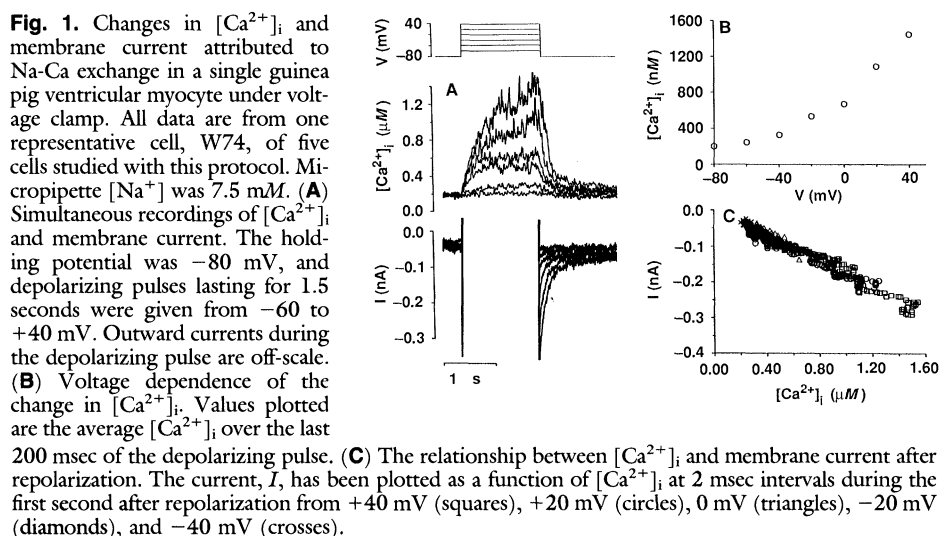 Fig. 1. Changes in [Ca²⁺]ᵢ and
membrane current attributed to
Na-Ca exchange in a single guinea
pig ventricular myocyte under volt-
age clamp. All data are from one
representative cell, W74, of five
cells studied with this protocol. Mi-
cropipette [Na⁺] was 7.5 mM. (A)
Simultaneous recordings of [Ca²⁺]ᵢ
and membrane current. The hold-
ing potential was −80 mV, and
depolarizing pulses lasting for 1.5
seconds were given from −60 to
+40 mV. Outward currents during
the depolarizing pulse are off-scale.
(B) Voltage dependence of the
change in [Ca²⁺]ᵢ. Values plotted
are the average [Ca²⁺]ᵢ over the last
200 msec of the depolarizing pulse. (C) The relationship between [Ca²⁺]ᵢ and membrane current after
repolarization. The current, I, has been plotted as a function of [Ca²⁺]ᵢ at 2 msec intervals during the
first second after repolarization from +40 mV (squares), +20 mV (circles), 0 mV (triangles), −20 mV
(diamonds), and −40 mV (crosses).
V (mV)
40
−80
A
[Ca²⁺]ᵢ (μM)
1.2
0.8
0.4
0.0
I (nA)
0.0
−0.1
−0.2
−0.3
1 s
B
[Ca²⁺]ᵢ (nM)
1600
1200
800
400
0
−80 −40 0 40
V (mV)
C
I (nA)
0.0
−0.1
−0.2
−0.3
−0.4
0.00 0.40 0.80 1.20 1.60
[Ca²⁺]ᵢ (μM)